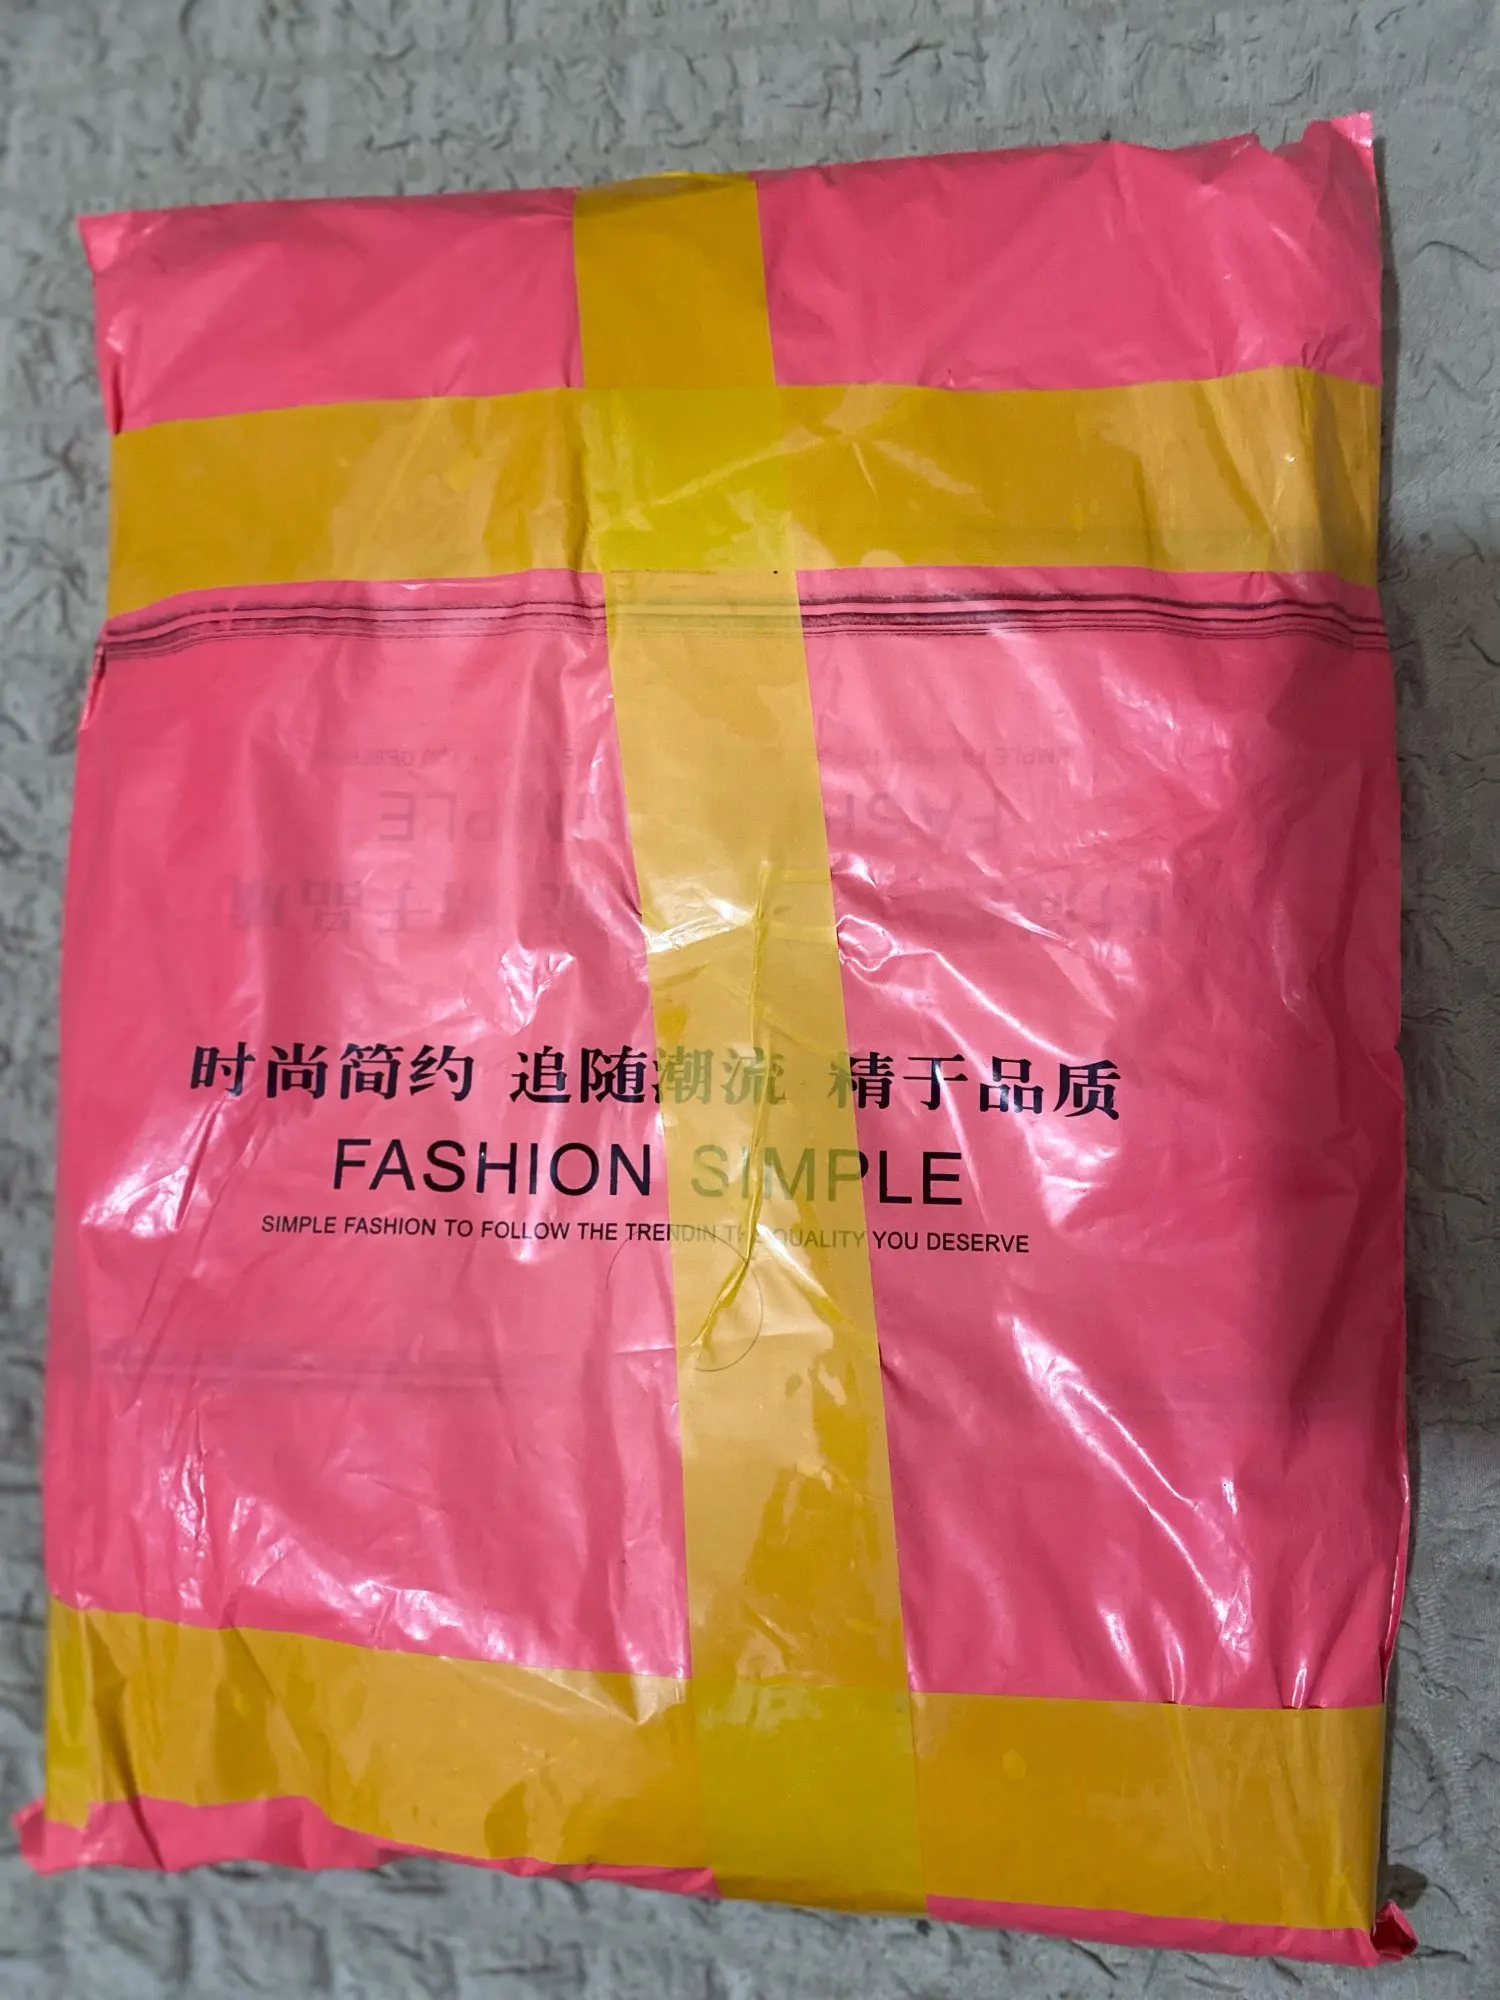 时尚简约 追随潮流 精于品质
FASHION SIMPLE
SIMPLE FASHION TO FOLLOW THE TRENDIN THE QUALITY YOU DESERVE